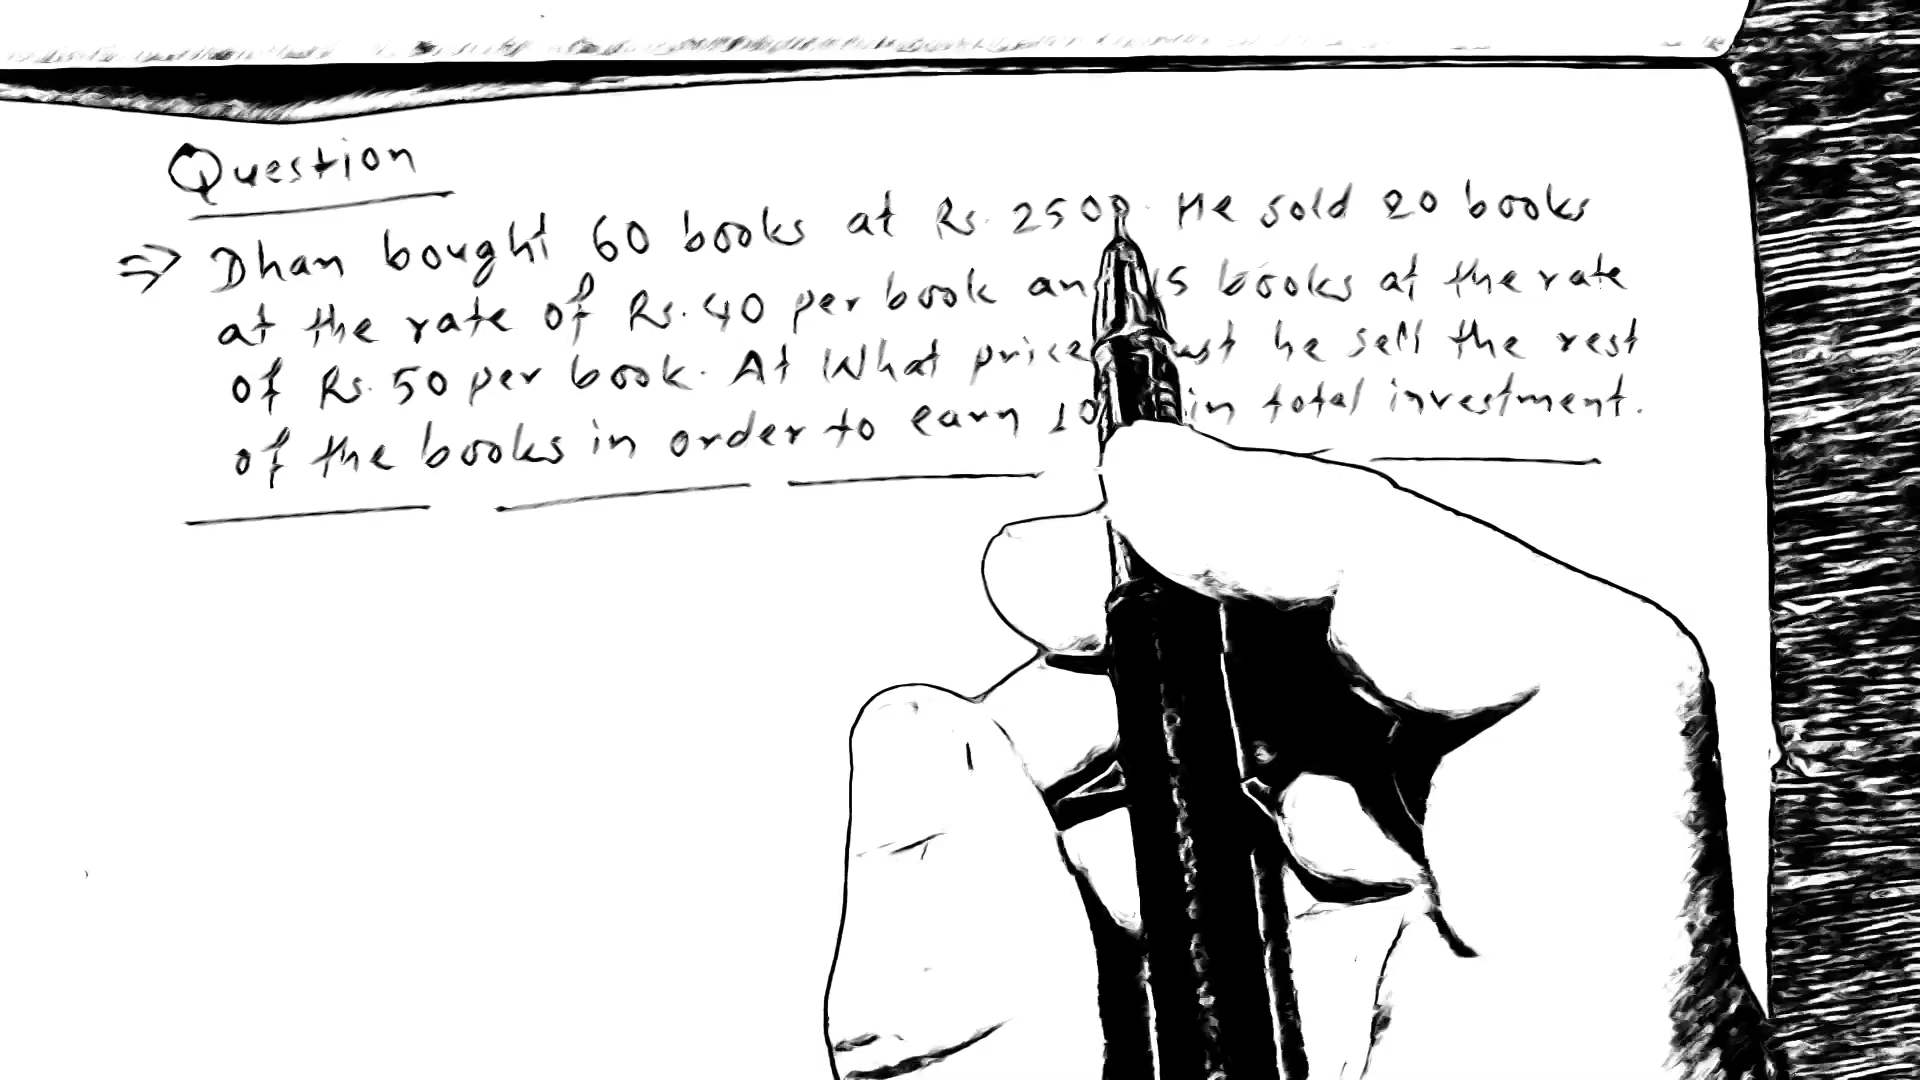 Question
⇒ Dhan bought 60 books at Rs. 2500. He sold 20 books
at the rate of Rs. 40 per book 15 books at the rate
of Rs. 50 per book. At What price he sell the rest
of the books in order to earn in total investment.